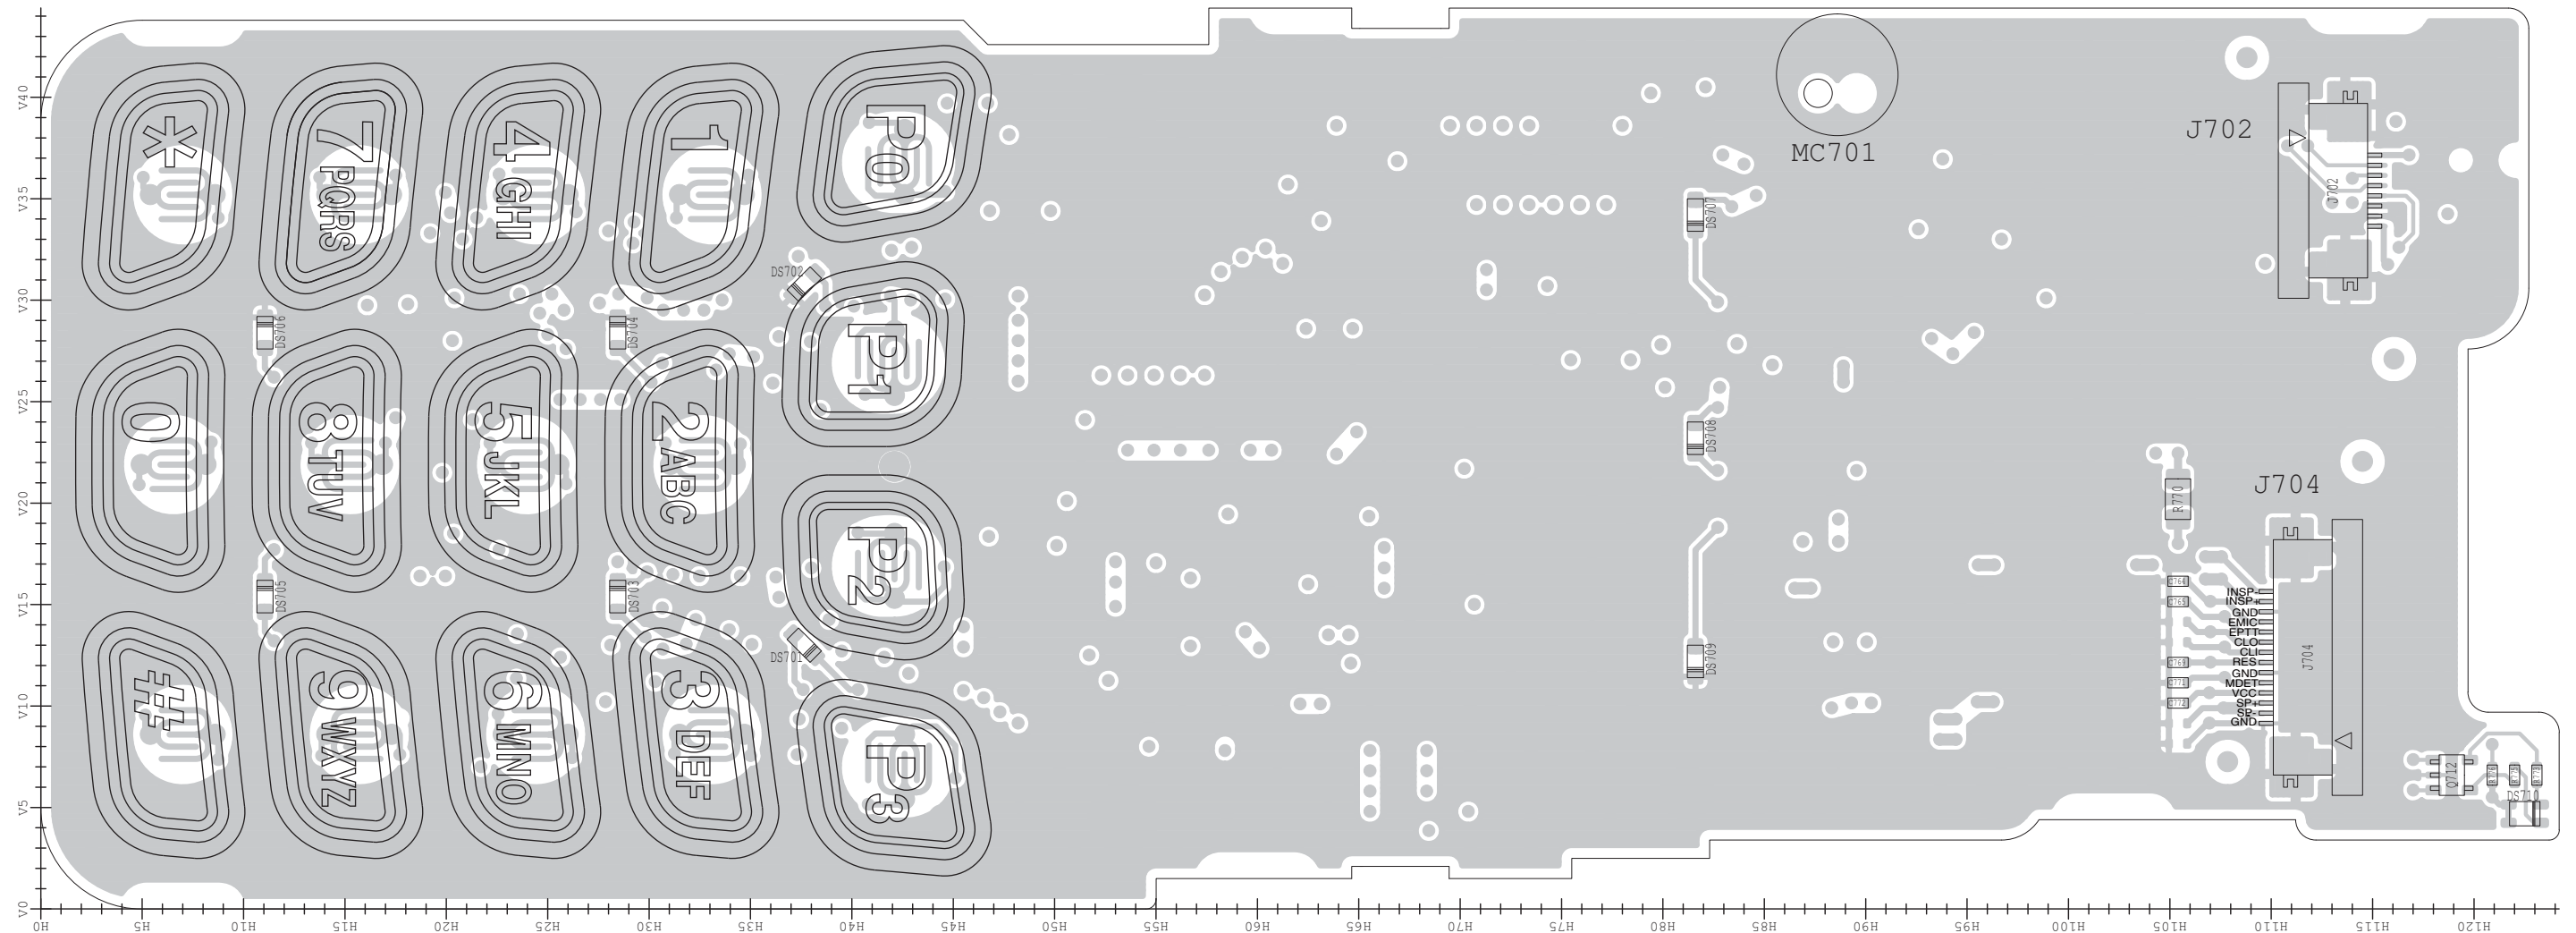 V40
V35
V30
V25
V20
V15
V10
V5
V0
H0 H5 H10 H15 H20 H25 H30 H35 H40 H45 H50 H55 H60 H65 H70 H75 H80 H85 H90 H95 H100 H105 H110 H115 H120
*
7 PQRS
4 GHI
1
P0
0
8 TUV
5 JKL
2 ABC
P1
P2
#
9 WXYZ
6 MNO
3 DEF
P3
DS702
DS706
DS704
DS705
DS703
DS701
MC701
DS707
DS708
DS709
J702
J702
J704
R770
J704
INSP-
INSP+
GND
EMIC
EPTT
CLO
CLI
RES
GND
MDET
VCC
SP+
SP-
GND
Q712
DS710